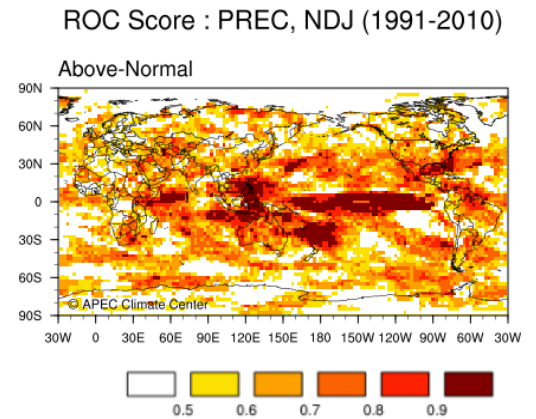 ROC Score : PREC, NDJ (1991-2010)
Above-Normal
90N
60N
30N
0
30S
60S
90S
© APEC Climate Center
30W 0 30E 60E 90E 120E 150E 180 150W 120W 90W 60W 30W
0.5 0.6 0.7 0.8 0.9